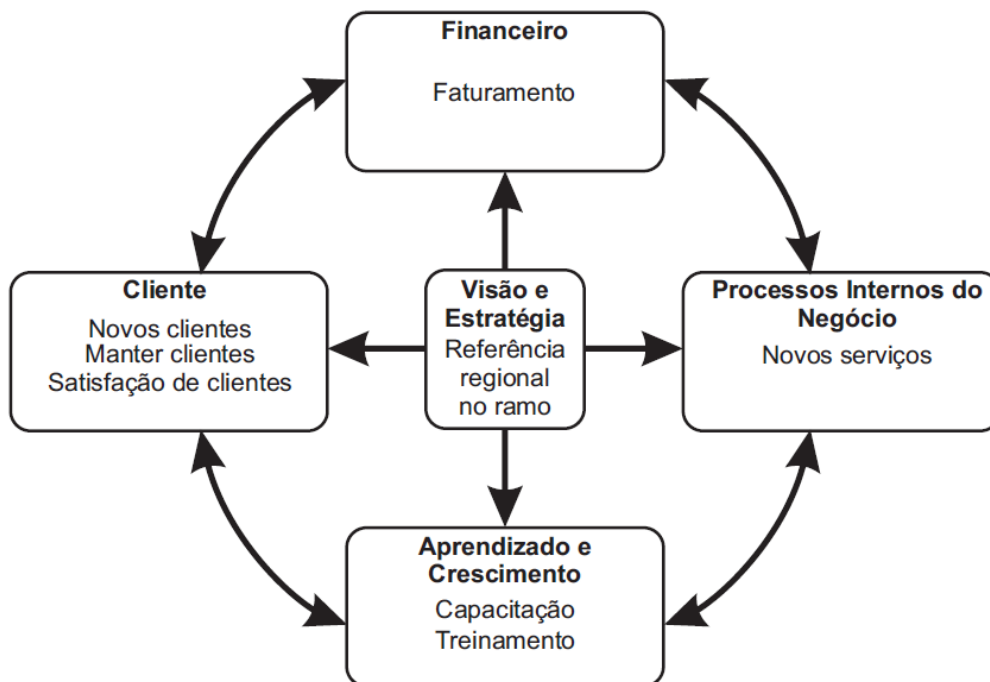 Financeiro
Faturamento
Cliente
Novos clientes
Manter clientes
Satisfação de clientes
Visão e
Estratégia
Referência
regional
no ramo
Processos Internos do
Negócio
Novos serviços
Aprendizado e
Crescimento
Capacitação
Treinamento